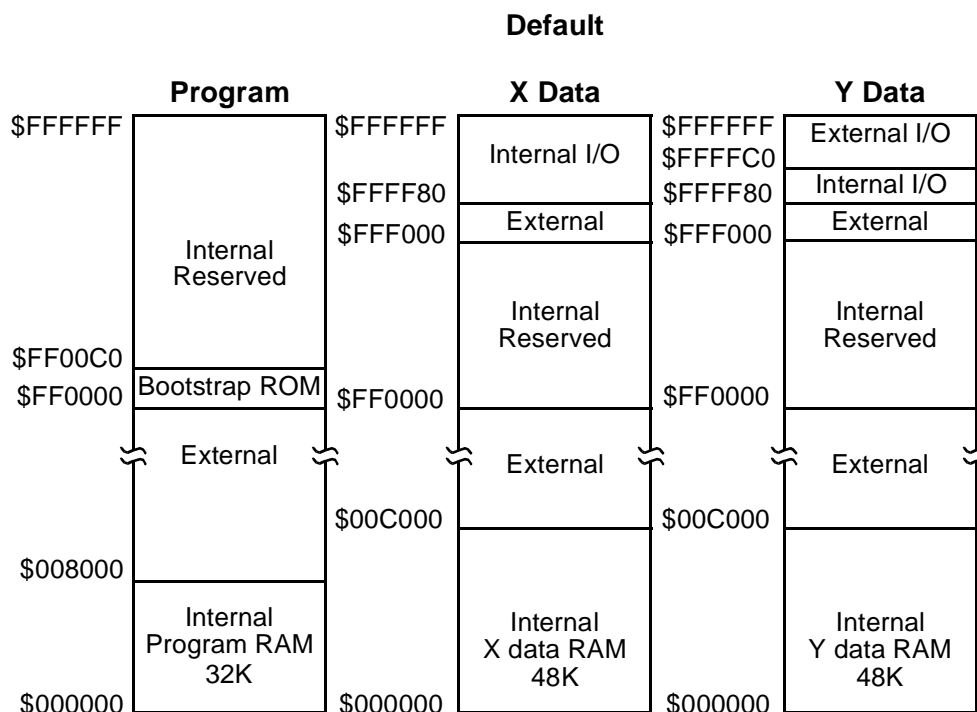 Default
Program
$FFFFFF
Internal
Reserved
$FF00C0
Bootstrap ROM
$FF0000
External
$008000
Internal
Program RAM
32K
$000000
X Data
$FFFFFF
Internal I/O
$FFFF80
External
$FFF000
Internal
Reserved
$FF0000
External
$00C000
Internal
X data RAM
48K
$000000
Y Data
$FFFFFF
External I/O
$FFFFC0
Internal I/O
$FFFF80
External
$FFF000
Internal
Reserved
$FF0000
External
$00C000
Internal
Y data RAM
48K
$000000